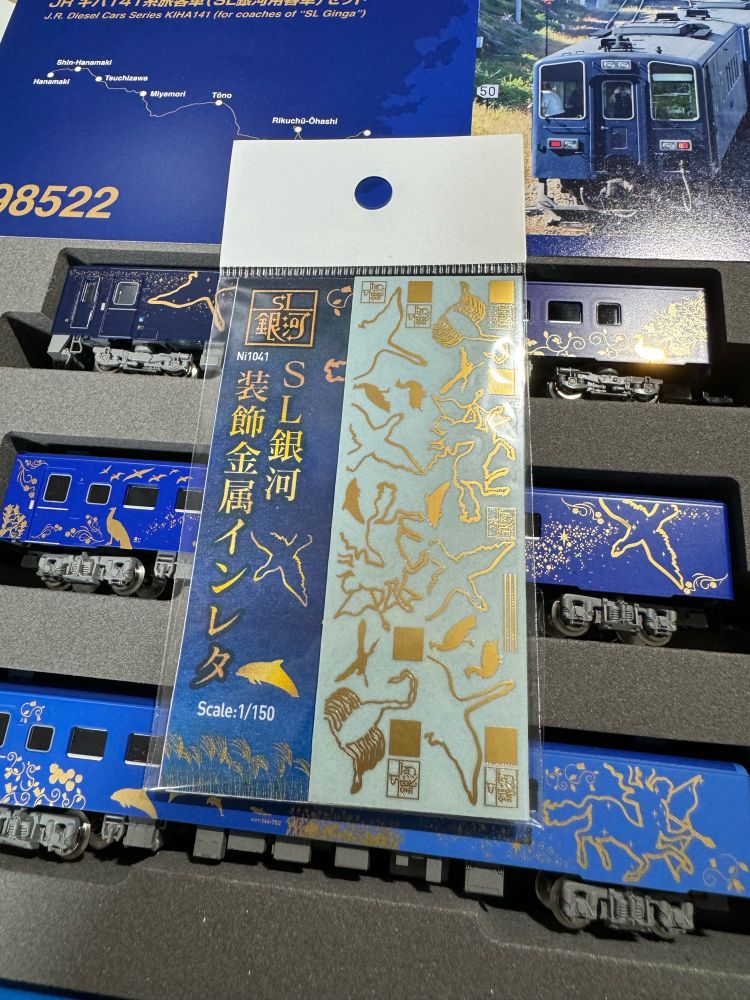 JR キハ141系旅客車(SL銀河用客車)セット
J.R. Diesel Cars Series KIHA141 (for coaches of "SL Ginga")
Shin-Hanamaki
Hanamaki
Tsuchizawa
Miyamori
Tōno
Rikuchū-Ōhashi
50
98522
SL
銀河
Ni1041
SL銀河
装飾金属インレタ
Scale:1/150